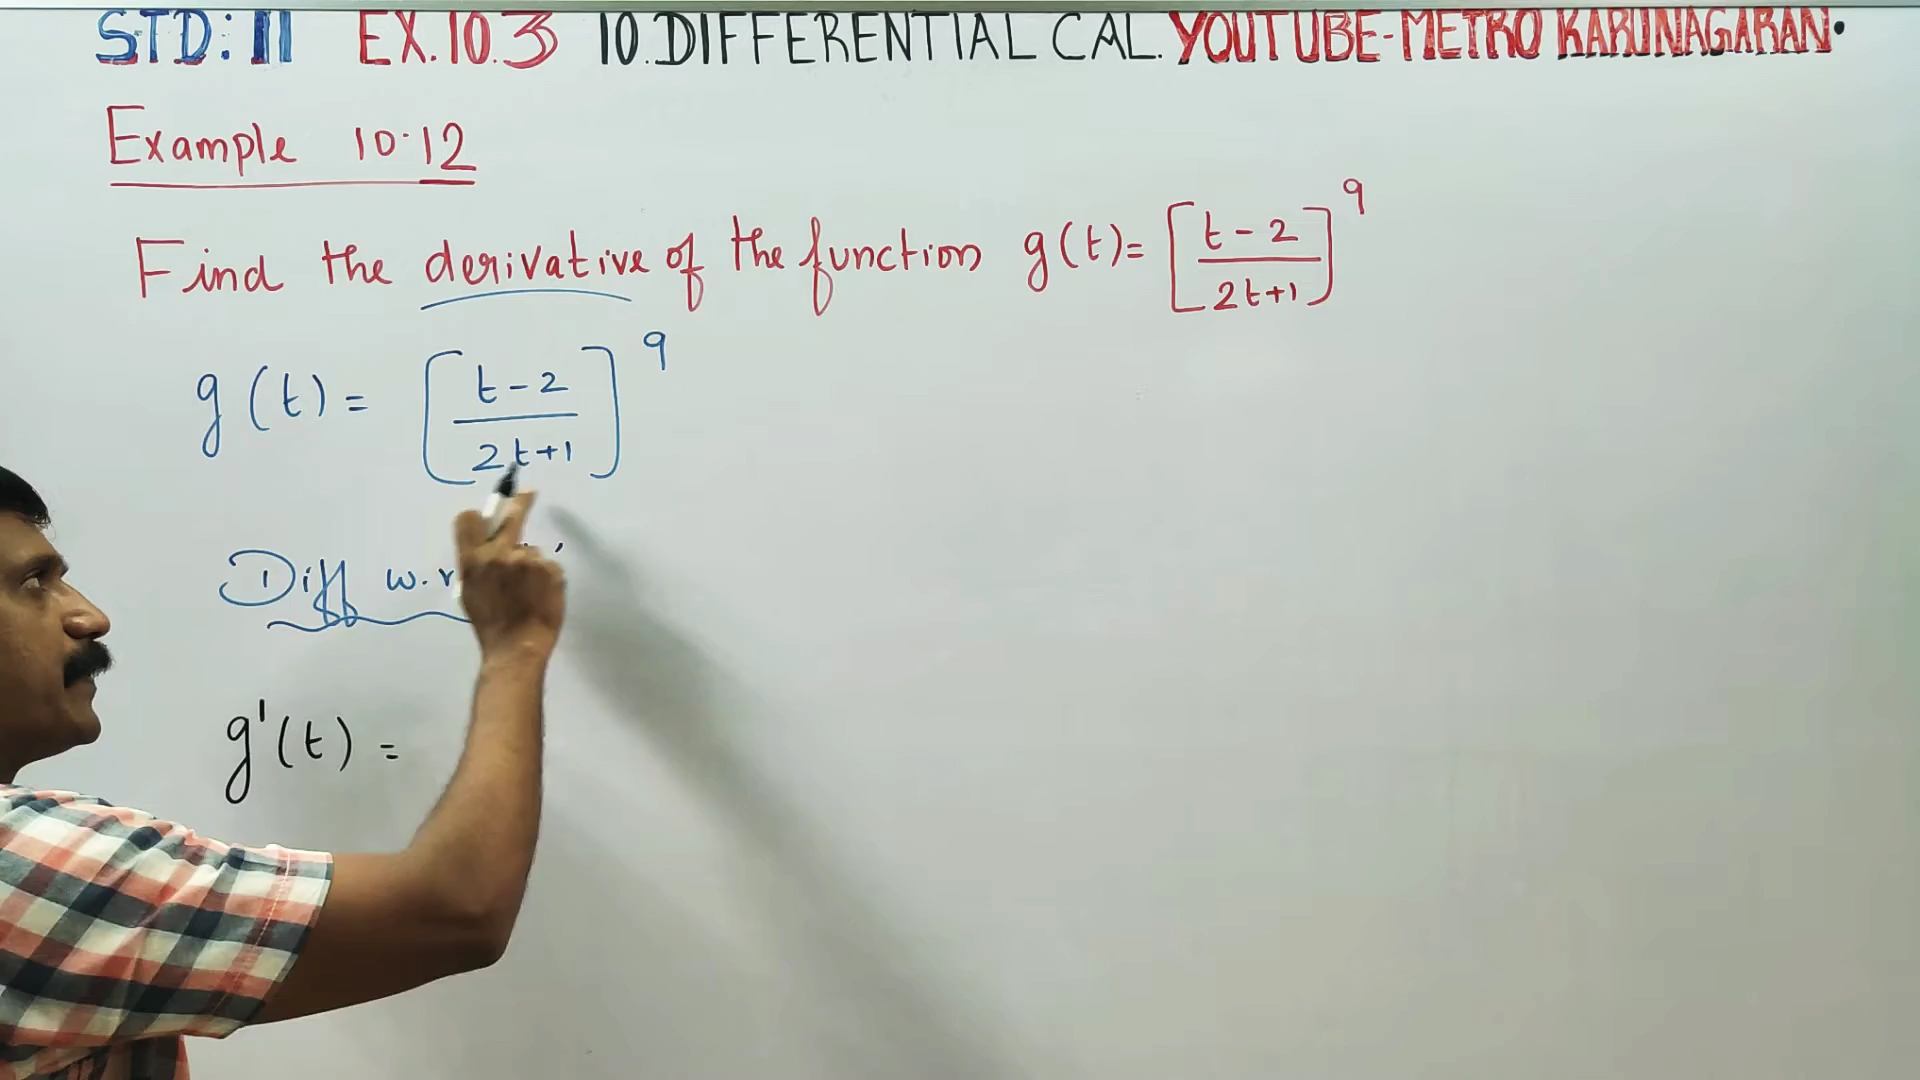 STD: 11 EX.10.3 10.DIFFERENTIAL CAL. YOUTUBE-METRO KARUNAGARAN.
Example 10.12
Find the derivative of the function g(t) = [t-2 / 2t+1]^9
g(t) = [t-2 / 2t+1]^9
Diff w.r
g'(t) =